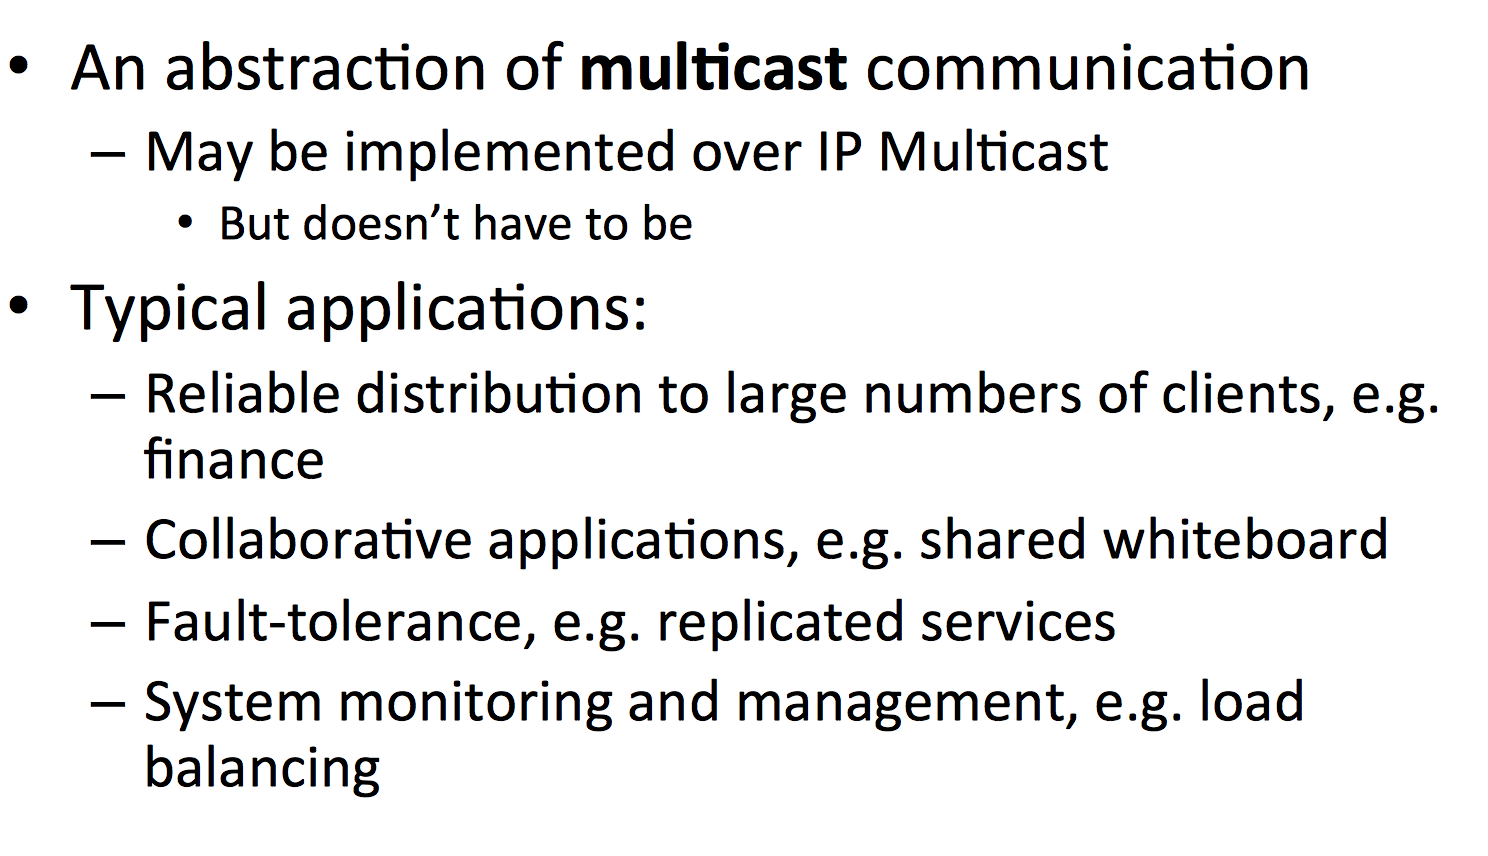 • An abstraction of multicast communication
– May be implemented over IP Multicast
• But doesn’t have to be
• Typical applications:
– Reliable distribution to large numbers of clients, e.g.
finance
– Collaborative applications, e.g. shared whiteboard
– Fault-tolerance, e.g. replicated services
– System monitoring and management, e.g. load
balancing